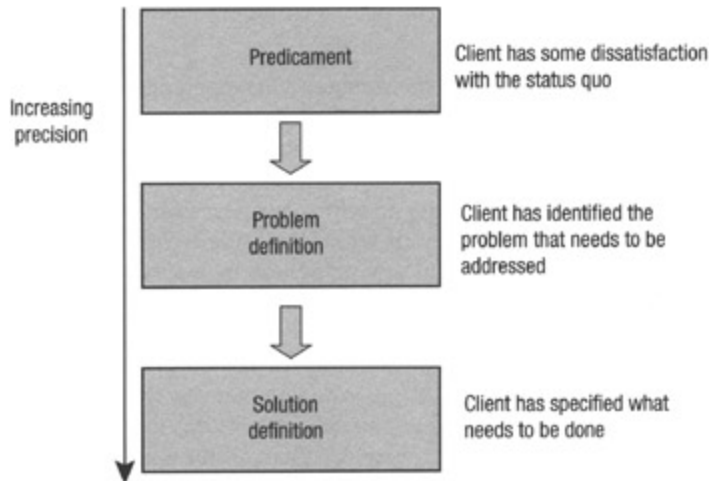 Predicament
Client has some dissatisfaction
with the status quo
Increasing
precision
Problem
definition
Client has identified the
problem that needs to be
addressed
Solution
definition
Client has specified what
needs to be done